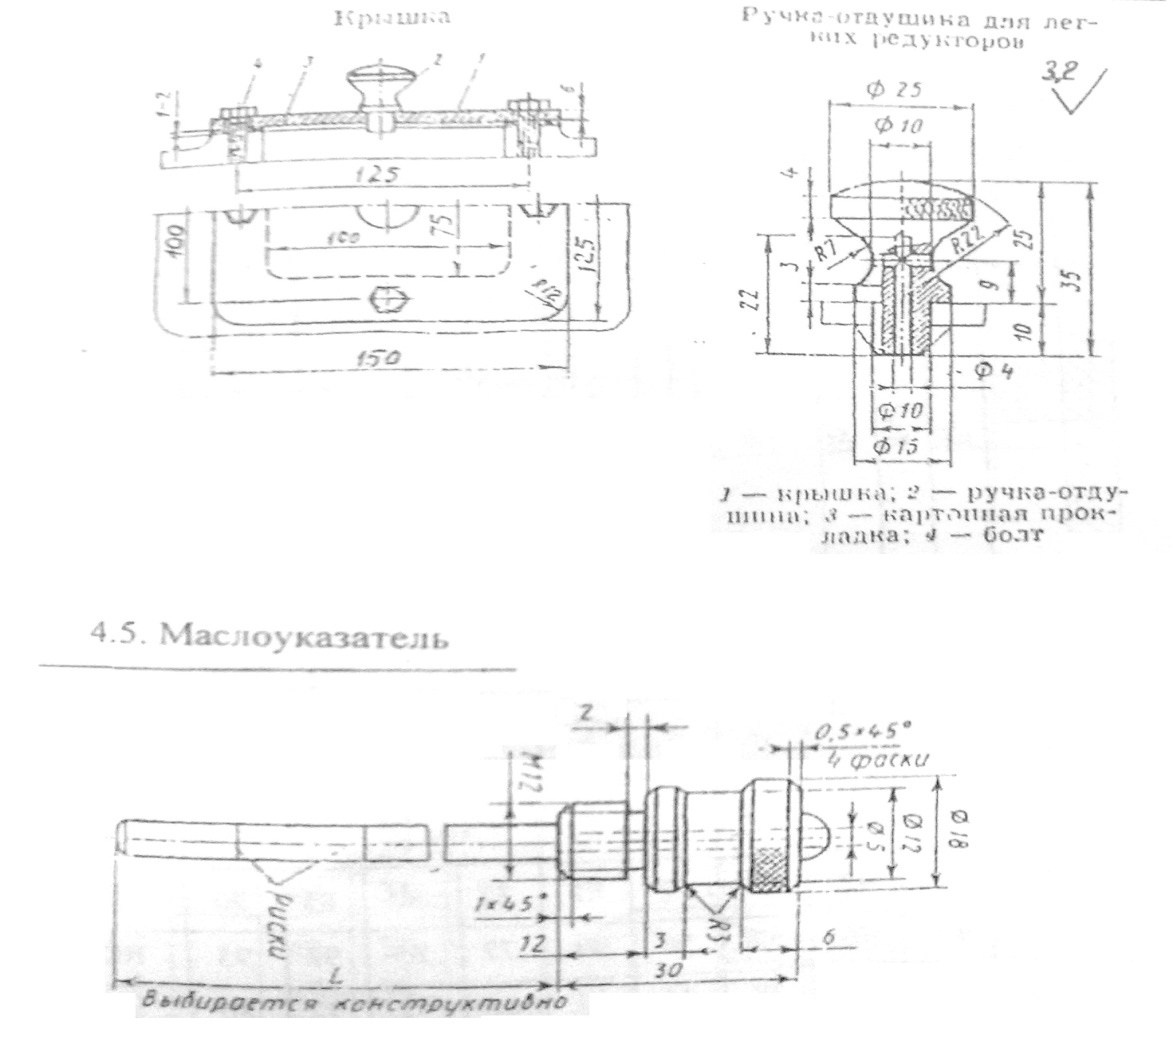 Крышка
4 3 2 1
1-2
6
125
100
100
75
125
R12
150
Ручка-отдушина для лег-
ких редукторов
3,2
Ф 25
Ф 10
4
R7
R22
3
22
25
9
35
10
Ф 4
Ф 10
Ф 15
1 — крышка; 2 — ручка-отду-
шина; 3 — картонная прок-
ладка; 4 — болт
4.5. Маслоуказатель
2
0,5×45°
4 фаски
М12
Ф 5
Ф 12
Ф 18
Риски
1×45°
R3
12
3
6
L
30
Выбирается конструктивно